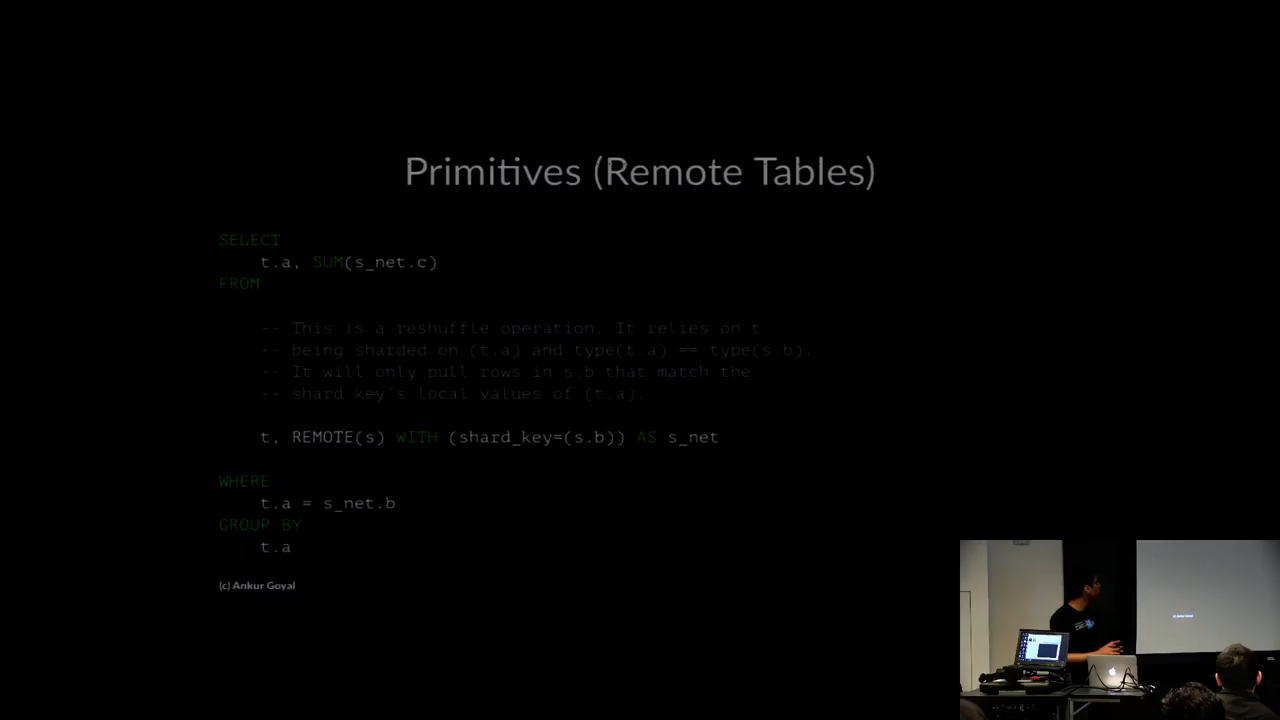 Primitives (Remote Tables)
SELECT
t.a, SUM(s_net.c)
FROM
-- This is a reshuffle operation. It relies on t
-- being sharded on (t.a) and type(t.a) == type(s.b).
-- It will only pull rows in s.b that match the
-- shard key's local values of (t.a).
t, REMOTE(s) WITH (shard_key=(s.b)) AS s_net
WHERE
t.a = s_net.b
GROUP BY
t.a
(c) Ankur Goyal
(c) Ankur Goyal